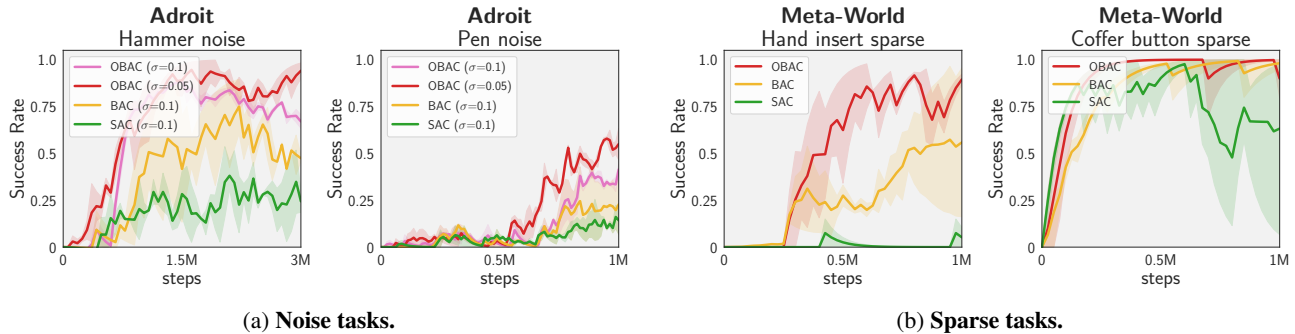 Adroit
Hammer noise
Success Rate
1.0
0.75
0.5
0.25
0
OBAC (σ=0.1)
OBAC (σ=0.05)
BAC (σ=0.1)
SAC (σ=0.1)
0 1.5M 3M
steps
Adroit
Pen noise
Success Rate
1.0
0.75
0.5
0.25
0
OBAC (σ=0.1)
OBAC (σ=0.05)
BAC (σ=0.1)
SAC (σ=0.1)
0 0.5M 1M
steps
(a) Noise tasks.
Meta-World
Hand insert sparse
Success Rate
1.00
0.75
0.50
0.25
0.00
OBAC
BAC
SAC
0 0.5M 1M
steps
Meta-World
Coffer button sparse
Success Rate
1.0
0.75
0.5
0.25
0
OBAC
BAC
SAC
0 0.5M 1M
steps
(b) Sparse tasks.